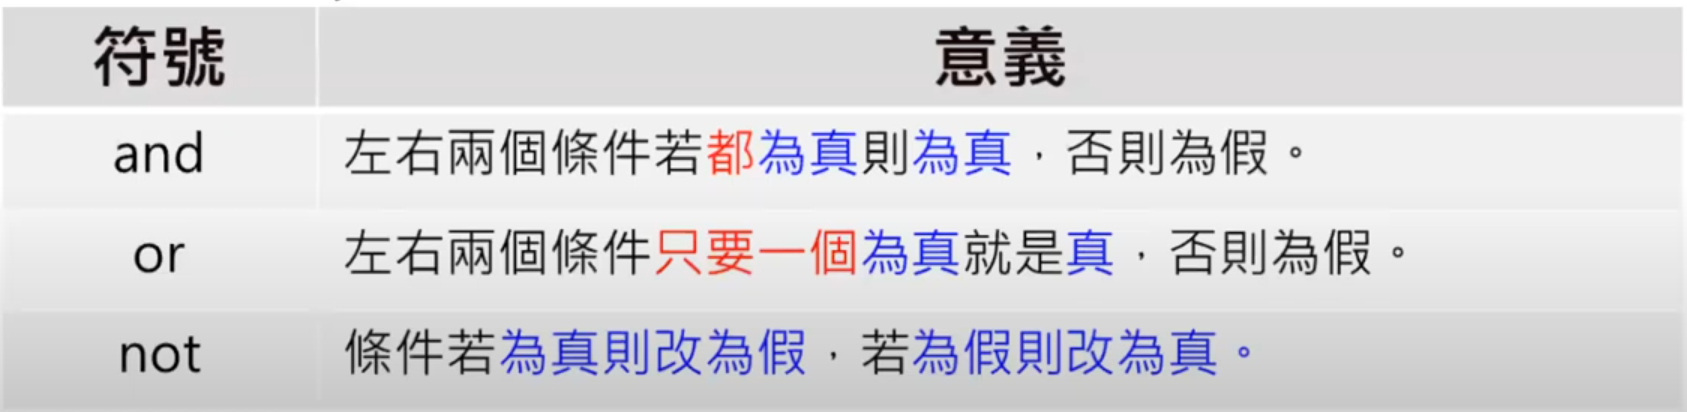 符號 意義
and 左右兩個條件若都為真則為真，否則為假。
or 左右兩個條件只要一個為真就是真，否則為假。
not 條件若為真則改為假，若為假則改為真。